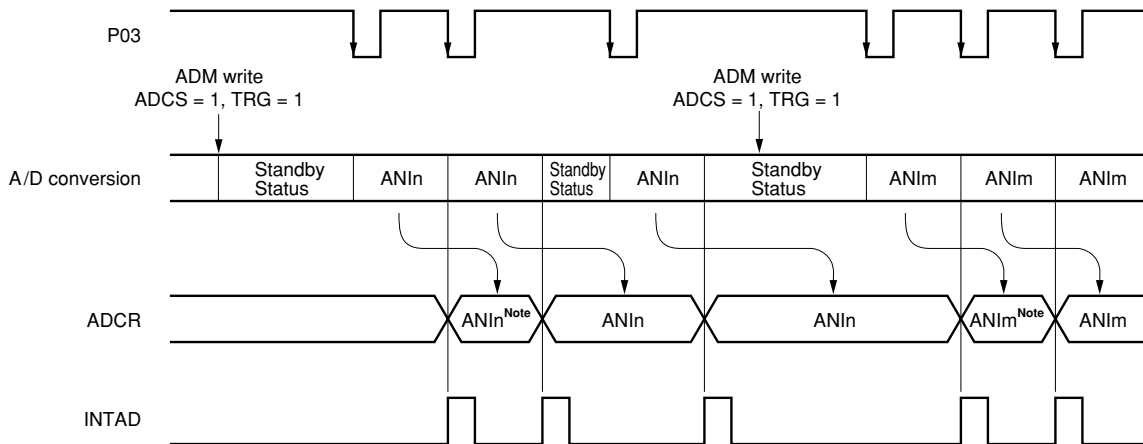 P03
ADM write
ADCS = 1, TRG = 1
ADM write
ADCS = 1, TRG = 1
A/D conversion
Standby
Status
ANIn
ANIn
Standby
Status
ANIn
Standby
Status
ANIm
ANIm
ANIm
ADCR
ANInNote
ANIn
ANIn
ANImNote
ANIm
INTAD